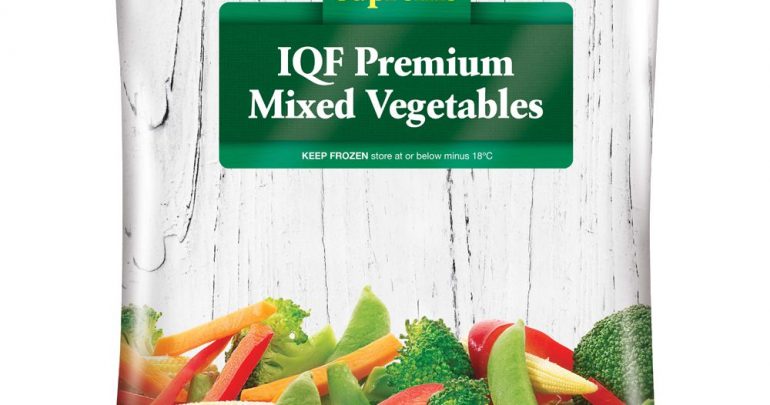 IQF Premium
Mixed Vegetables
KEEP FROZEN store at or below minus 18°C